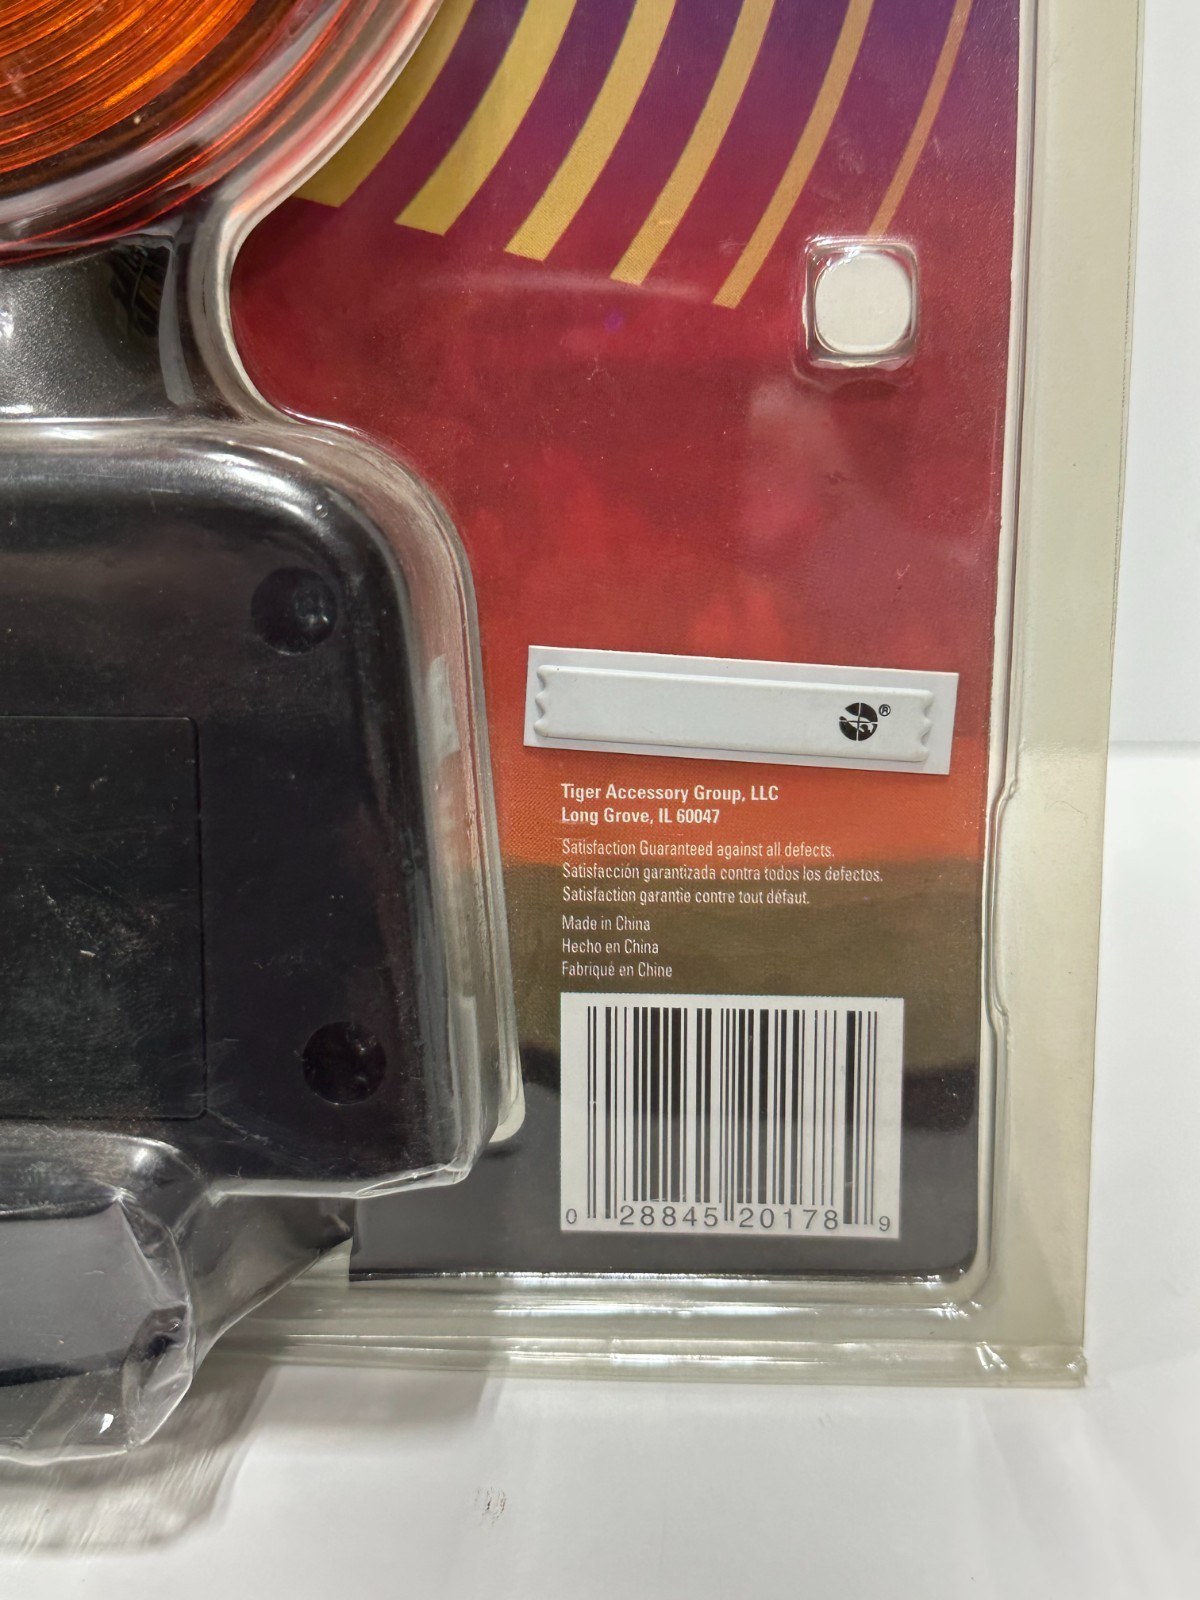 ®
Tiger Accessory Group, LLC
Long Grove, IL 60047
Satisfaction Guaranteed against all defects.
Satisfacción garantizada contra todos los defectos.
Satisfaction garantie contre tout défaut.
Made in China
Hecho en China
Fabriqué en Chine
0 28845 20178 9